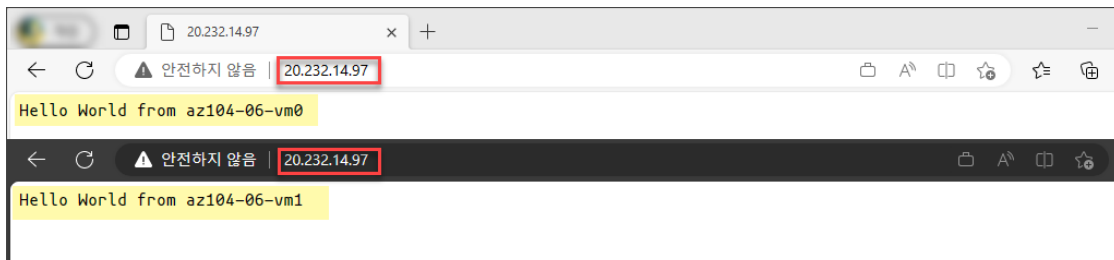 20.232.14.97
안전하지 않음 | 20.232.14.97
Hello World from az104-06-vm0
안전하지 않음 | 20.232.14.97
Hello World from az104-06-vm1